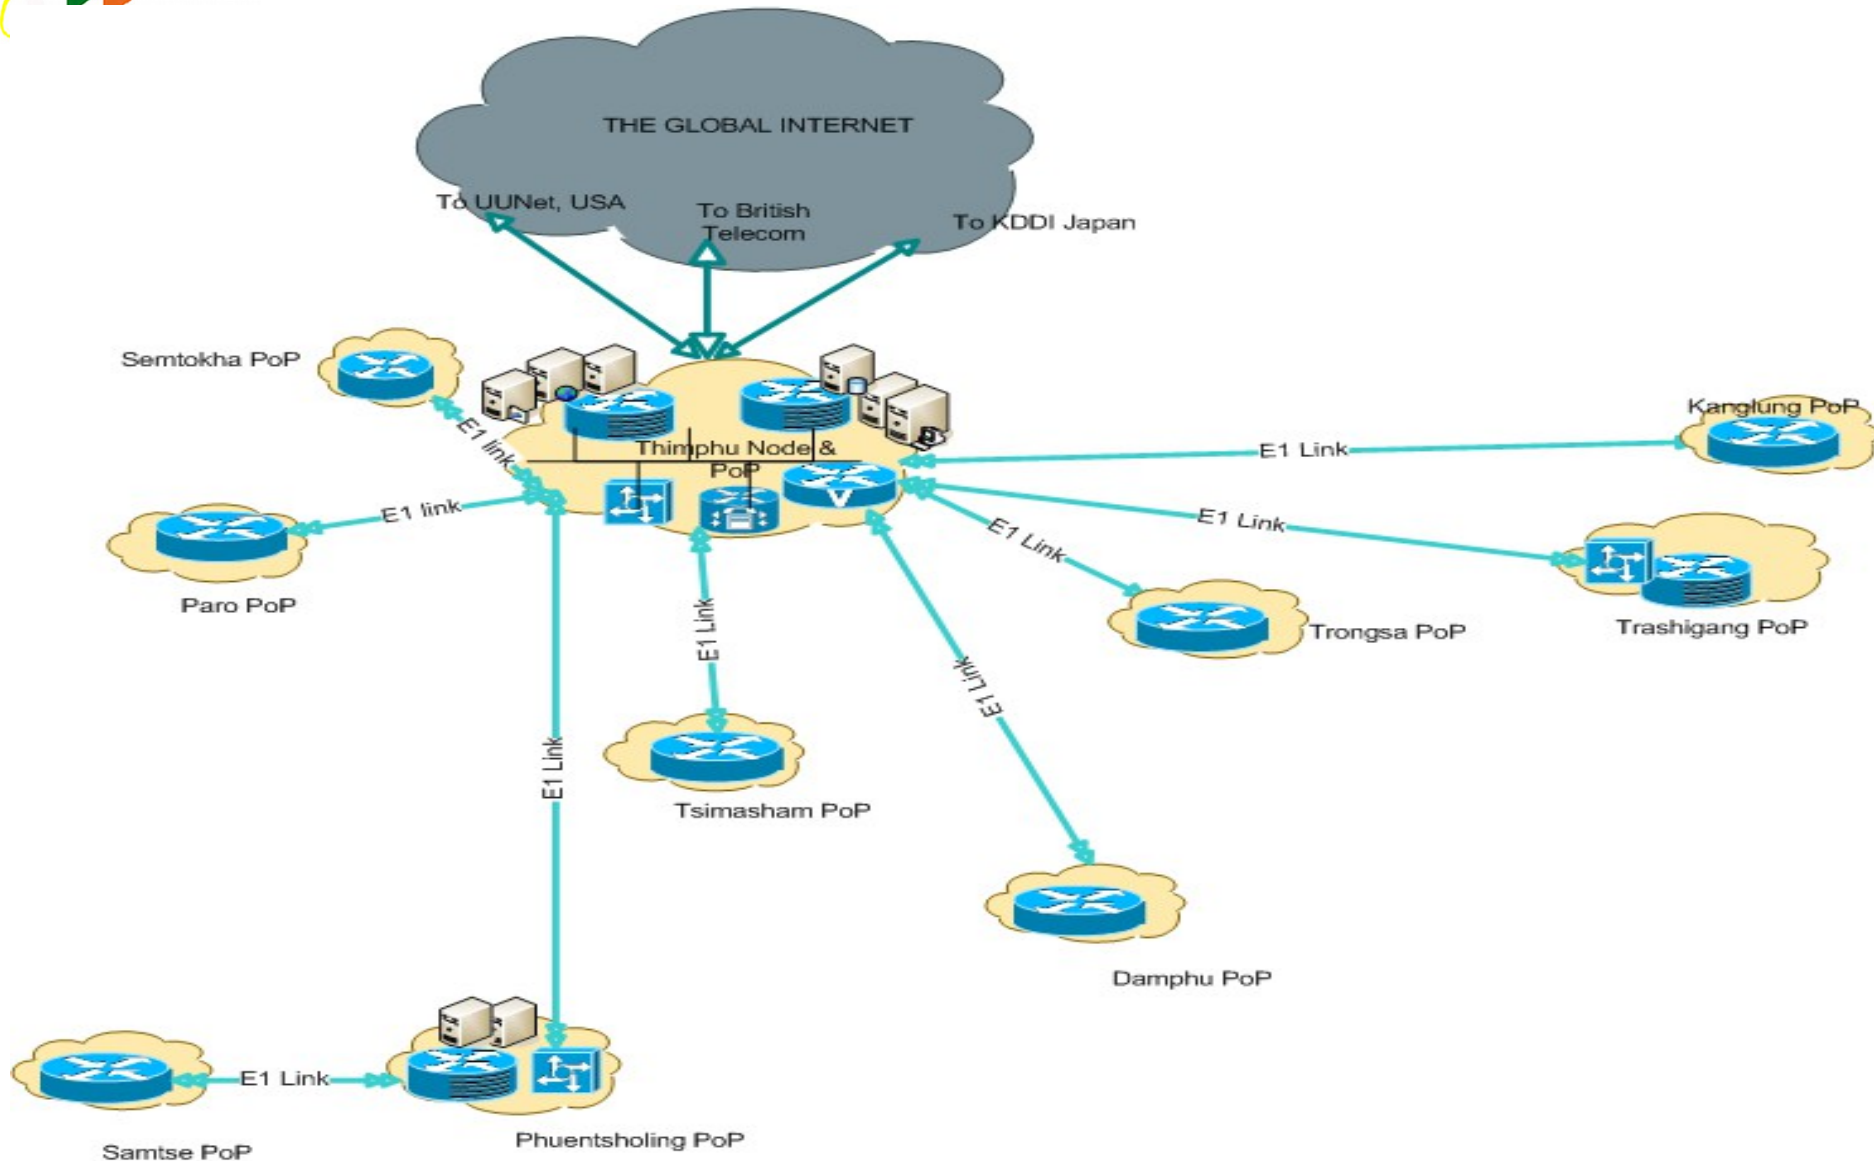 THE GLOBAL INTERNET
To UUNet, USA
To British
Telecom
To KDDI Japan
Semtokha PoP
E1 link
Thimphu Node &
PoP
V
Kanglung PoP
E1 Link
E1 link
Paro PoP
E1 Link
E1 Link
Trashigang PoP
Trongsa PoP
E1 Link
E1 Link
E1 Link
Tsimasham PoP
Damphu PoP
E1 Link
Samtse PoP
Phuentsholing PoP